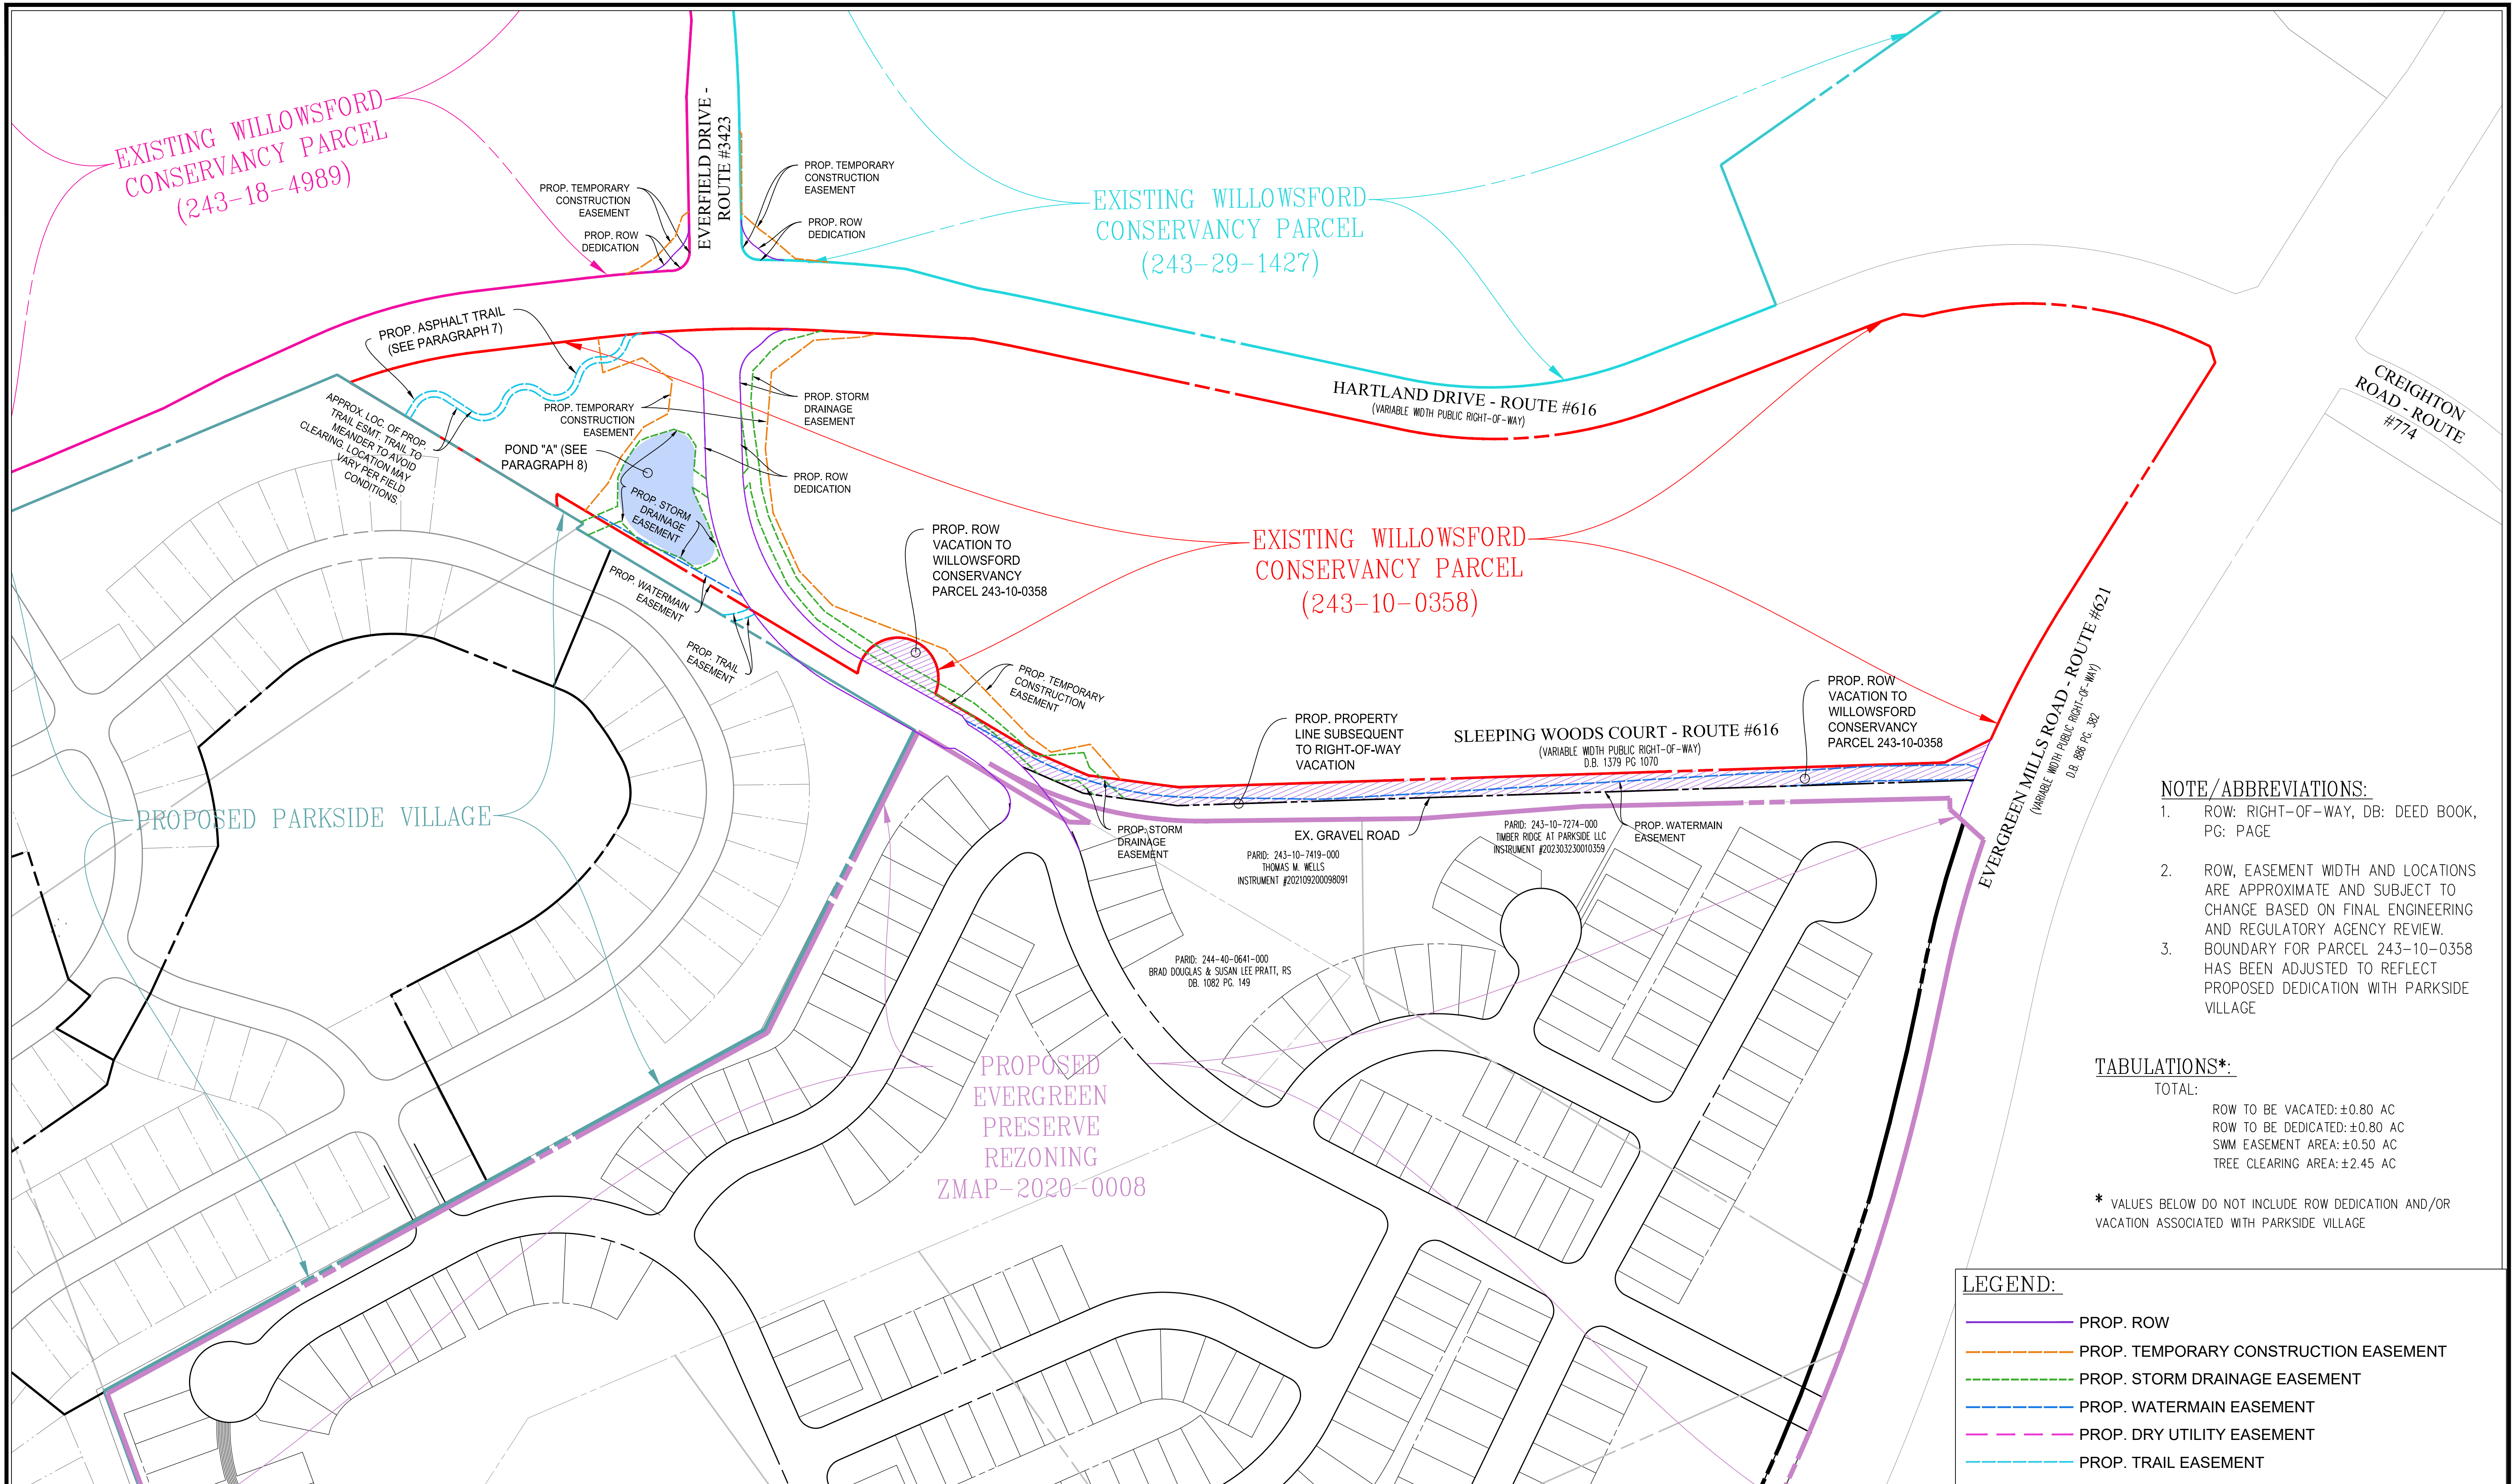 EXISTING WILLOWSFORD
CONSERVANCY PARCEL
(243-18-4989)
EVERFIELD DRIVE -
ROUTE #3423
PROP. TEMPORARY
CONSTRUCTION
EASEMENT
PROP. ROW
DEDICATION
PROP. TEMPORARY
CONSTRUCTION
EASEMENT
PROP. ROW
DEDICATION
EXISTING WILLOWSFORD
CONSERVANCY PARCEL
(243-29-1427)
PROP. ASPHALT TRAIL
(SEE PARAGRAPH 7)
APPROX. LOC. OF PROP.
TRAIL ESMT. TRAIL TO
MEANDER TO AVOID
CLEARING. LOCATION MAY
VARY PER FIELD
CONDITIONS.
PROP. TEMPORARY
CONSTRUCTION
EASEMENT
POND "A" (SEE
PARAGRAPH 8)
PROP. STORM
DRAINAGE
EASEMENT
PROP. STORM
DRAINAGE
EASEMENT
PROP. ROW
DEDICATION
HARTLAND DRIVE - ROUTE #616
(VARIABLE WIDTH PUBLIC RIGHT-OF-WAY)
CREIGHTON
ROAD - ROUTE
#774
PROP. ROW
VACATION TO
WILLOWSFORD
CONSERVANCY
PARCEL 243-10-0358
EXISTING WILLOWSFORD
CONSERVANCY PARCEL
(243-10-0358)
PROP. WATERMAIN
EASEMENT
PROP. TRAIL
EASEMENT
PROP. TEMPORARY
CONSTRUCTION
EASEMENT
PROP. PROPERTY
LINE SUBSEQUENT
TO RIGHT-OF-WAY
VACATION
SLEEPING WOODS COURT - ROUTE #616
(VARIABLE WIDTH PUBLIC RIGHT-OF-WAY)
D.B. 1379 PG 1070
PROP. ROW
VACATION TO
WILLOWSFORD
CONSERVANCY
PARCEL 243-10-0358
EVERGREEN MILLS ROAD - ROUTE #621
(VARIABLE WIDTH PUBLIC RIGHT-OF-WAY)
D.B. 886 PG. 382
PROPOSED PARKSIDE VILLAGE
PROP. STORM
DRAINAGE
EASEMENT
EX. GRAVEL ROAD
PARID: 243-10-7419-000
THOMAS M. WELLS
INSTRUMENT #202109200098091
PARID: 243-10-7274-000
TIMBER RIDGE AT PARKSIDE LLC
INSTRUMENT #202303230010359
PROP. WATERMAIN
EASEMENT
PARID: 244-40-0641-000
BRAD DOUGLAS & SUSAN LEE PRATT, RS
DB. 1082 PG. 149
PROPOSED
EVERGREEN
PRESERVE
REZONING
ZMAP-2020-0008
NOTE/ABBREVIATIONS:
1. ROW: RIGHT-OF-WAY, DB: DEED BOOK,
PG: PAGE
2. ROW, EASEMENT WIDTH AND LOCATIONS
ARE APPROXIMATE AND SUBJECT TO
CHANGE BASED ON FINAL ENGINEERING
AND REGULATORY AGENCY REVIEW.
3. BOUNDARY FOR PARCEL 243-10-0358
HAS BEEN ADJUSTED TO REFLECT
PROPOSED DEDICATION WITH PARKSIDE
VILLAGE
TABULATIONS*:
TOTAL:
ROW TO BE VACATED: ±0.80 AC
ROW TO BE DEDICATED: ±0.80 AC
SWM EASEMENT AREA: ±0.50 AC
TREE CLEARING AREA: ±2.45 AC
* VALUES BELOW DO NOT INCLUDE ROW DEDICATION AND/OR
VACATION ASSOCIATED WITH PARKSIDE VILLAGE
LEGEND:
PROP. ROW
PROP. TEMPORARY CONSTRUCTION EASEMENT
PROP. STORM DRAINAGE EASEMENT
PROP. WATERMAIN EASEMENT
PROP. DRY UTILITY EASEMENT
PROP. TRAIL EASEMENT